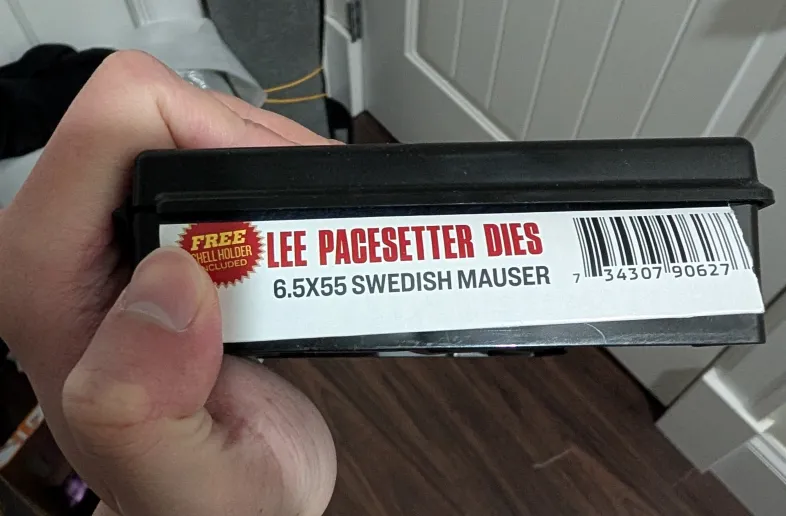 FREE
SHELL HOLDER
INCLUDED
LEE PACESETTER DIES
6.5X55 SWEDISH MAUSER
7 34307 90627